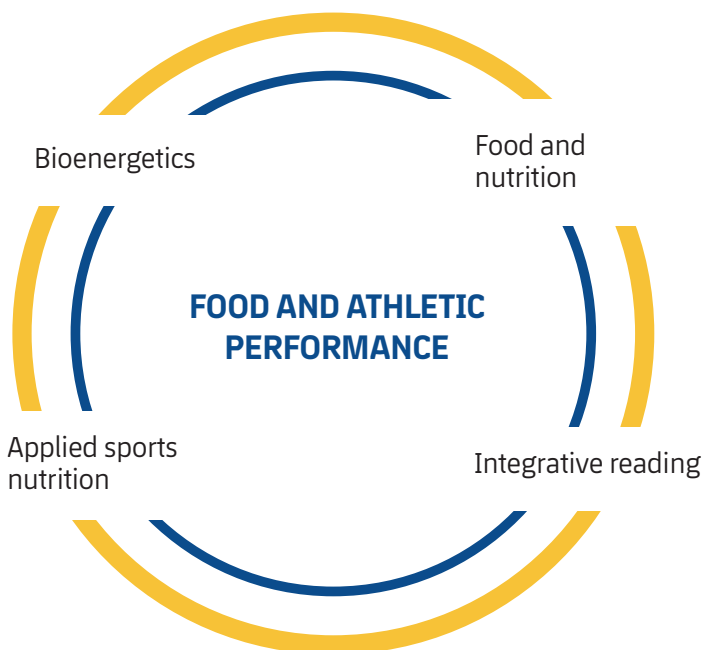 Bioenergetics
Food and
nutrition
FOOD AND ATHLETIC
PERFORMANCE
Applied sports
nutrition
Integrative reading